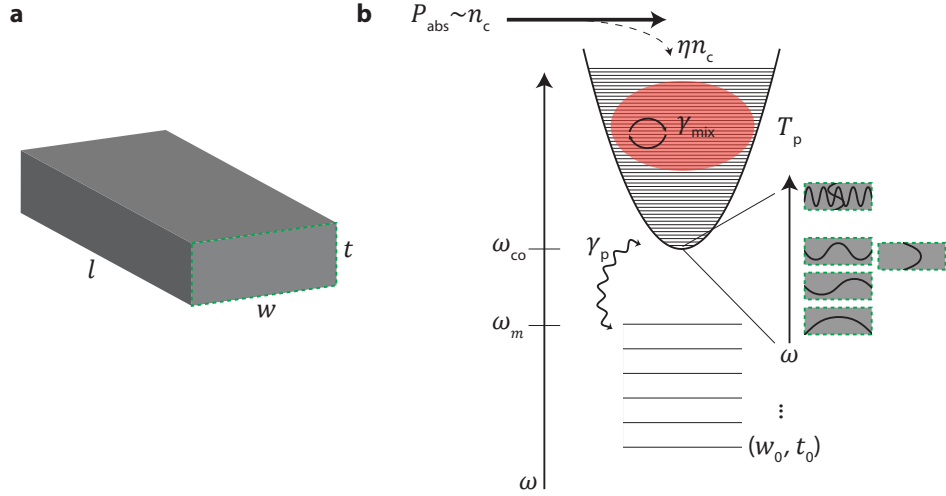 a
l
w
t
b
P_abs ~ n_c
ηn_c
γ_mix
T_p
ω_co
γ_p
ω_m
ω
ω
⋮
(w_0, t_0)